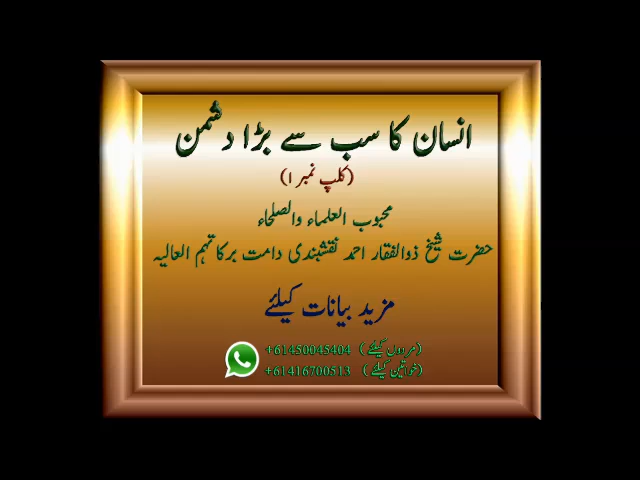 انسان کا سب سے بڑا دشمن
(کلپ نمبر ۱)
محبوب العلماء والصلحاء
حضرت شیخ ذوالفقار احمد نقشبندی دامت برکاتہم العالیہ
مزید بیانات کیلئے
(مردوں کیلئے) +61450045404
(خواتین کیلئے) +61416700513